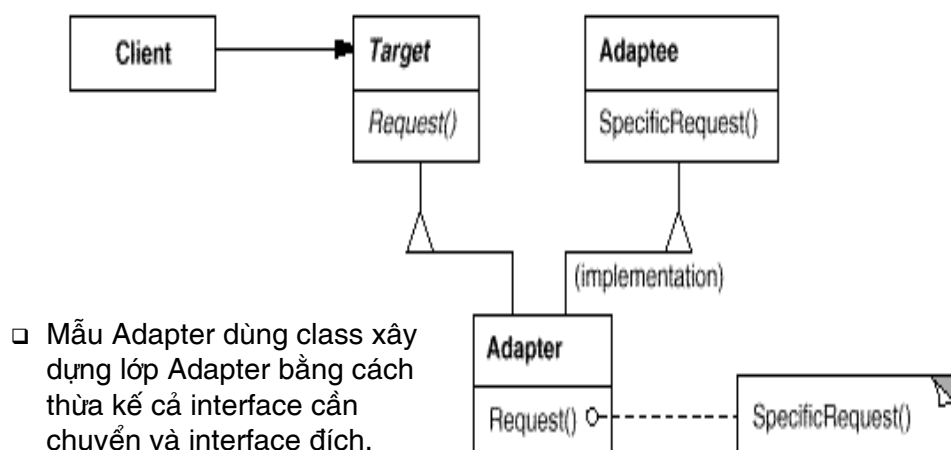 Client
Target
Request()
Adaptee
SpecificRequest()
(implementation)
Adapter
Request()
SpecificRequest()
❑ Mẫu Adapter dùng class xây
dựng lớp Adapter bằng cách
thừa kế cả interface cần
chuyển và interface đích.